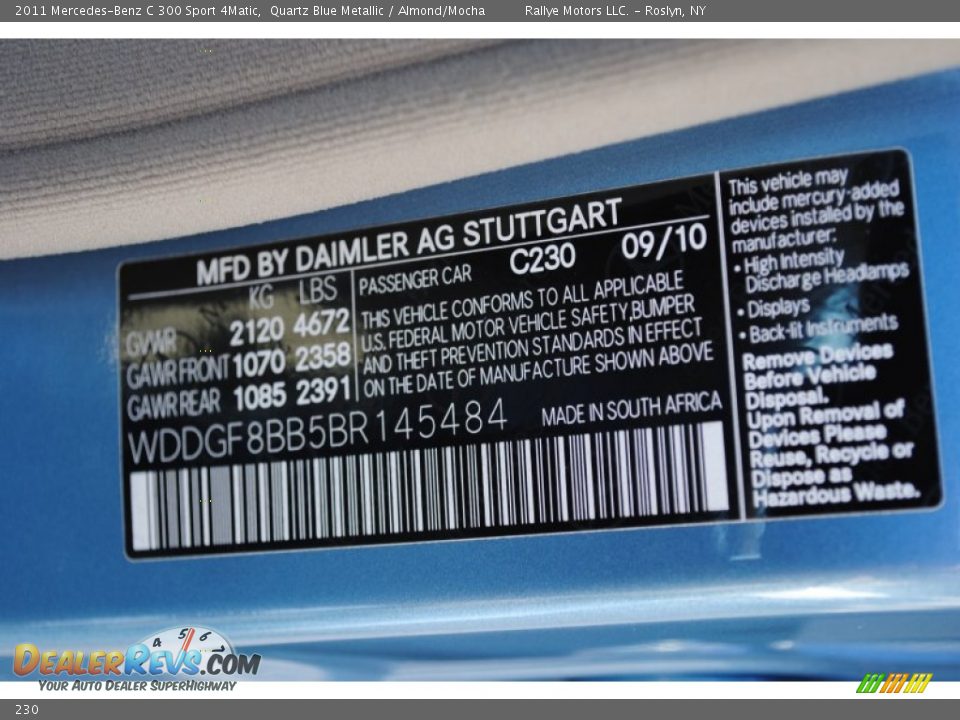 2011 Mercedes-Benz C 300 Sport 4Matic, Quartz Blue Metallic / Almond/Mocha Rallye Motors LLC. - Roslyn, NY
MFD BY DAIMLER AG STUTTGART
KG LBS
GVWR 2120 4672
GAWR FRONT 1070 2358
GAWR REAR 1085 2391
PASSENGER CAR C230 09/10
THIS VEHICLE CONFORMS TO ALL APPLICABLE
U.S. FEDERAL MOTOR VEHICLE SAFETY,BUMPER
AND THEFT PREVENTION STANDARDS IN EFFECT
ON THE DATE OF MANUFACTURE SHOWN ABOVE
WDDGF8BB5BR145484 MADE IN SOUTH AFRICA
This vehicle may
include mercury-added
devices installed by the
manufacturer:
• High Intensity
Discharge Headlamps
• Displays
• Back-lit Instruments
Remove Devices
Before Vehicle
Disposal.
Upon Removal of
Devices Please
Reuse, Recycle or
Dispose as
Hazardous Waste.
4 5 6 7
DealerRevs.com
Your Auto Dealer SuperHighway
230